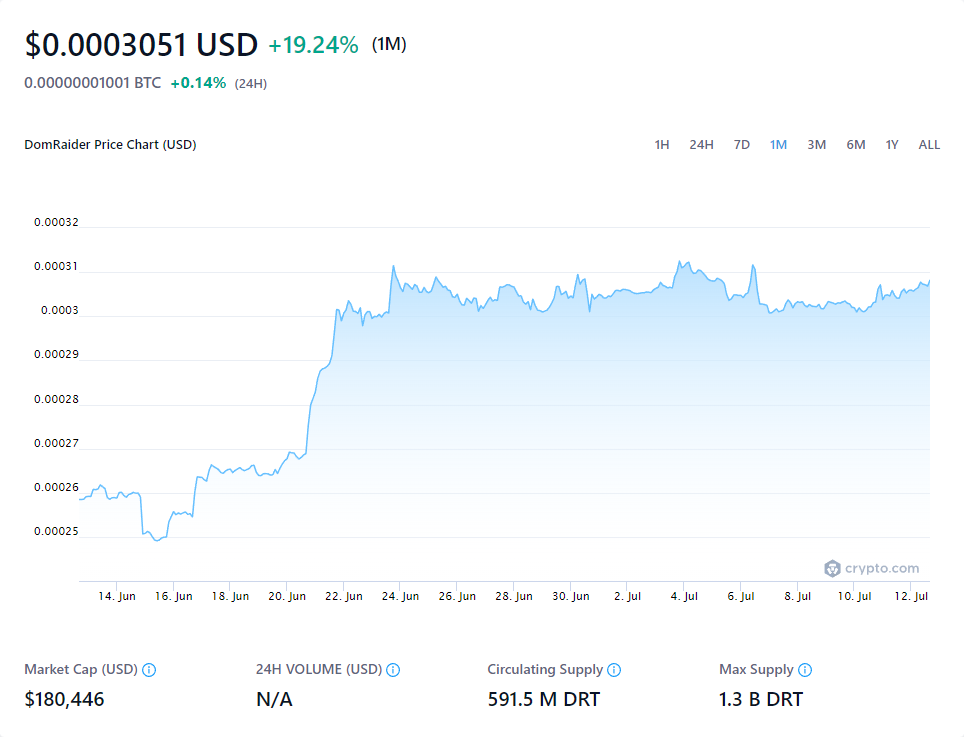 $0.0003051 USD +19.24% (1M)
0.00000001001 BTC +0.14% (24H)
DomRaider Price Chart (USD) 1H 24H 7D 1M 3M 6M 1Y ALL
0.00032
0.00031
0.0003
0.00029
0.00028
0.00027
0.00026
0.00025
crypto.com
14. Jun 16. Jun 18. Jun 20. Jun 22. Jun 24. Jun 26. Jun 28. Jun 30. Jun 2. Jul 4. Jul 6. Jul 8. Jul 10. Jul 12. Jul
Market Cap (USD) 24H VOLUME (USD) Circulating Supply Max Supply
$180,446 N/A 591.5 M DRT 1.3 B DRT